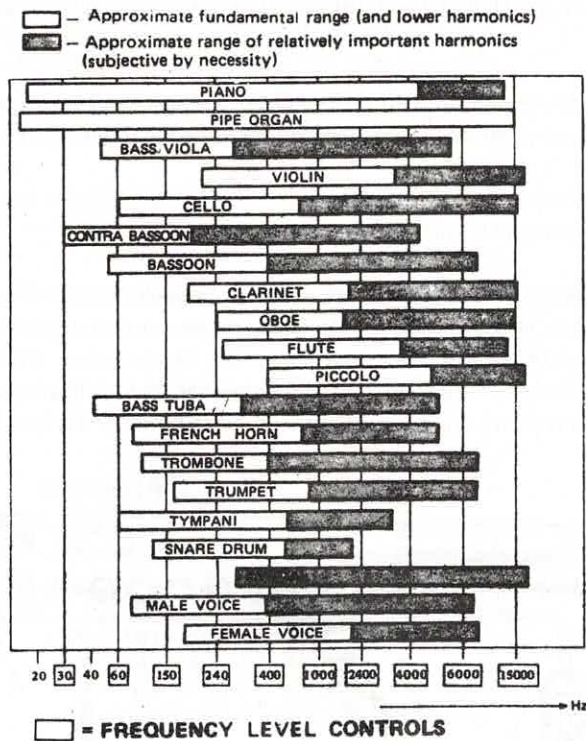 – Approximate fundamental range (and lower harmonics)
– Approximate range of relatively important harmonics
(subjective by necessity)
PIANO
PIPE ORGAN
BASS VIOLA
VIOLIN
CELLO
CONTRA BASSOON
BASSOON
CLARINET
OBOE
FLUTE
PICCOLO
BASS TUBA
FRENCH HORN
TROMBONE
TRUMPET
TYMPANI
SNARE DRUM
MALE VOICE
FEMALE VOICE
20 30 40 60 150 240 400 1000 2400 4000 6000 15000
Hz
= FREQUENCY LEVEL CONTROLS